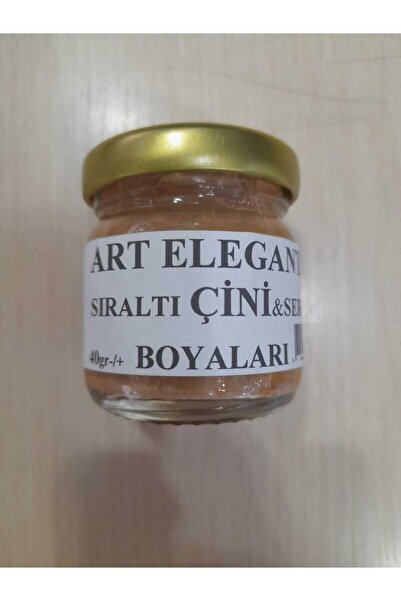 ART ELEGANT
SIRALTI ÇİNİ&SER
40gr-/+ BOYALARI